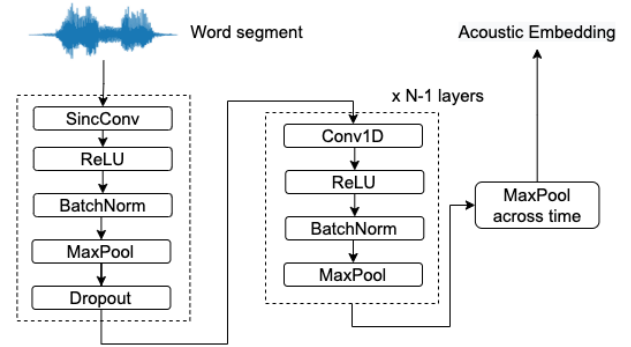 Word segment
SincConv
ReLU
BatchNorm
MaxPool
Dropout
x N-1 layers
Conv1D
ReLU
BatchNorm
MaxPool
MaxPool
across time
Acoustic Embedding